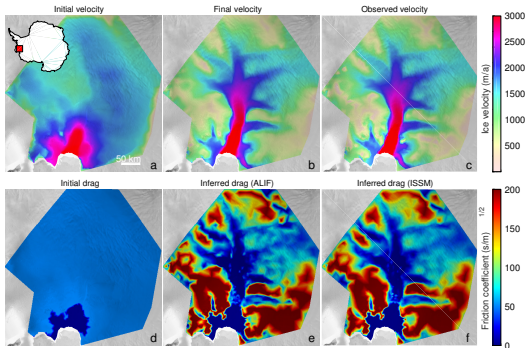 Initial velocity
Final velocity
Observed velocity
50 km
a
b
c
3000
2500
2000
1500
1000
500
Ice velocity (m/a)
Initial drag
Inferred drag (ALIF)
Inferred drag (ISSM)
d
e
f
200
150
100
50
0
Friction coefficient (s/m)
1/2